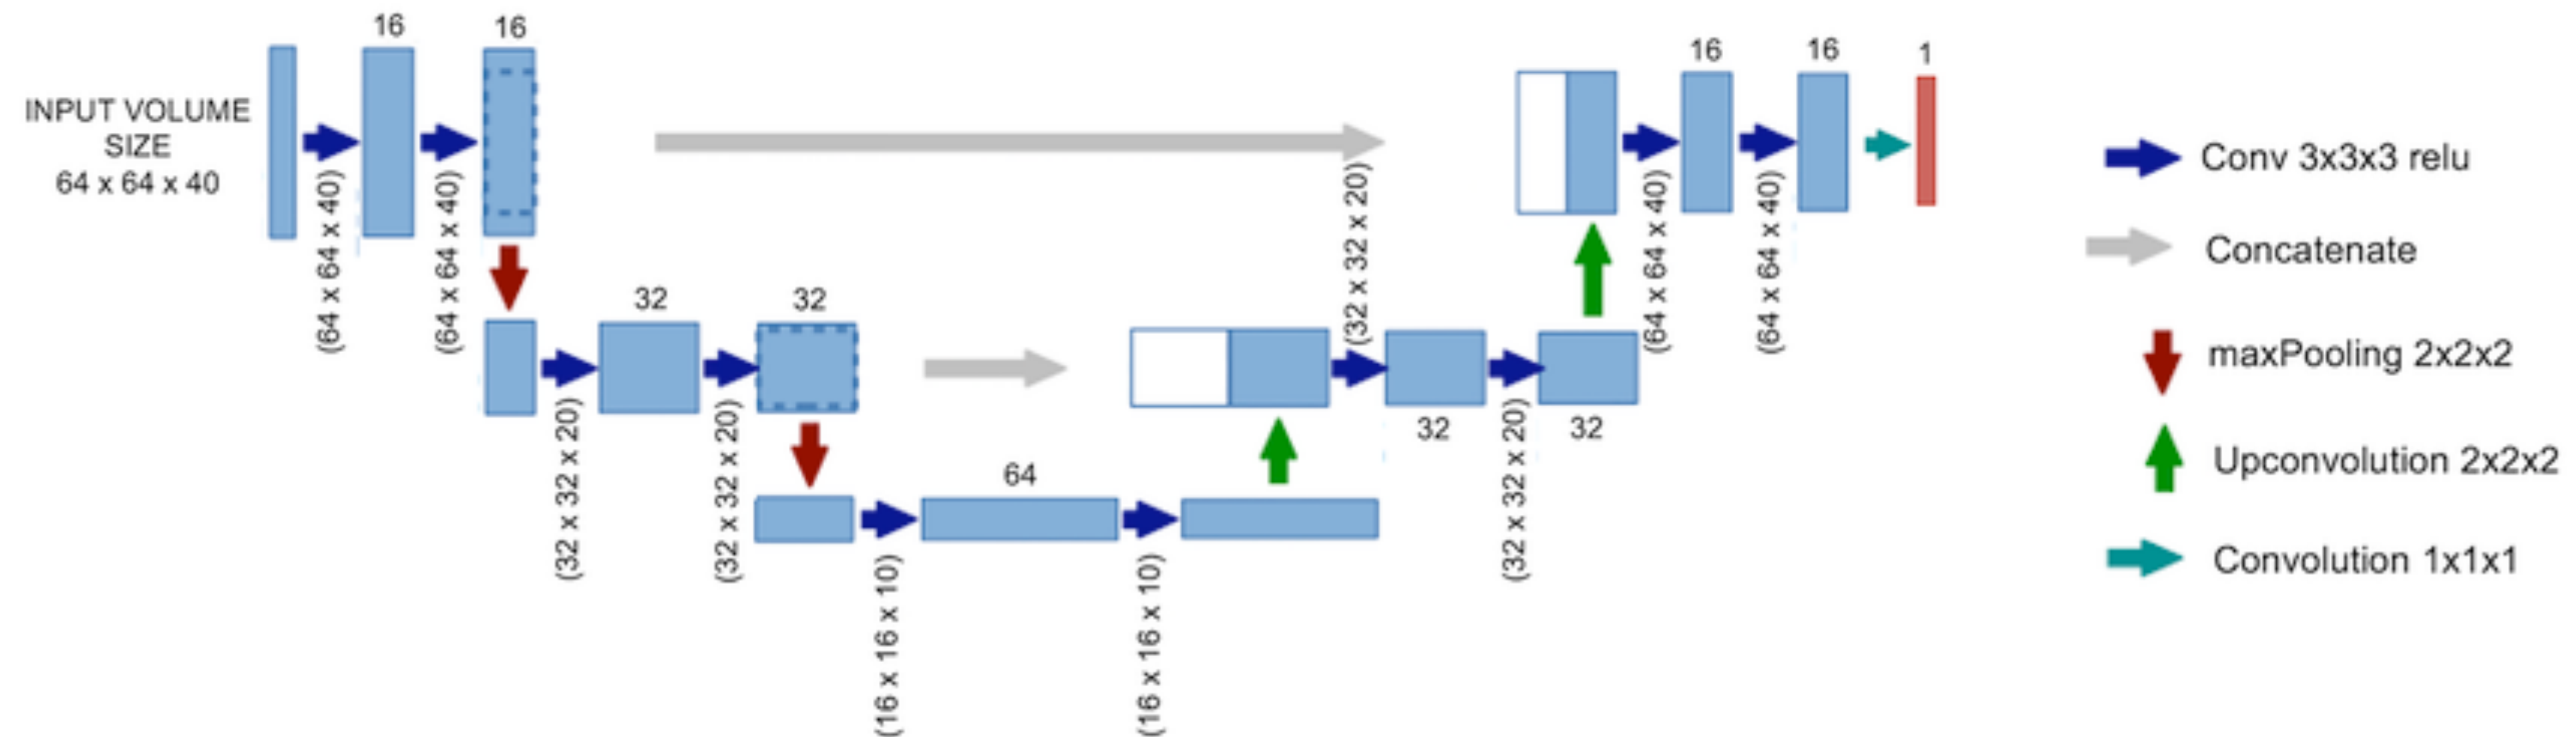 16
16
INPUT VOLUME
SIZE
64 x 64 x 40
(64 x 64 x 40)
(64 x 64 x 40)
16
16
1
(64 x 64 x 40)
(64 x 64 x 40)
32
32
(32 x 32 x 20)
(32 x 32 x 20)
(32 x 32 x 20)
32
32
(32 x 32 x 20)
64
(16 x 16 x 10)
(16 x 16 x 10)
Conv 3x3x3 relu
Concatenate
maxPooling 2x2x2
Upconvolution 2x2x2
Convolution 1x1x1